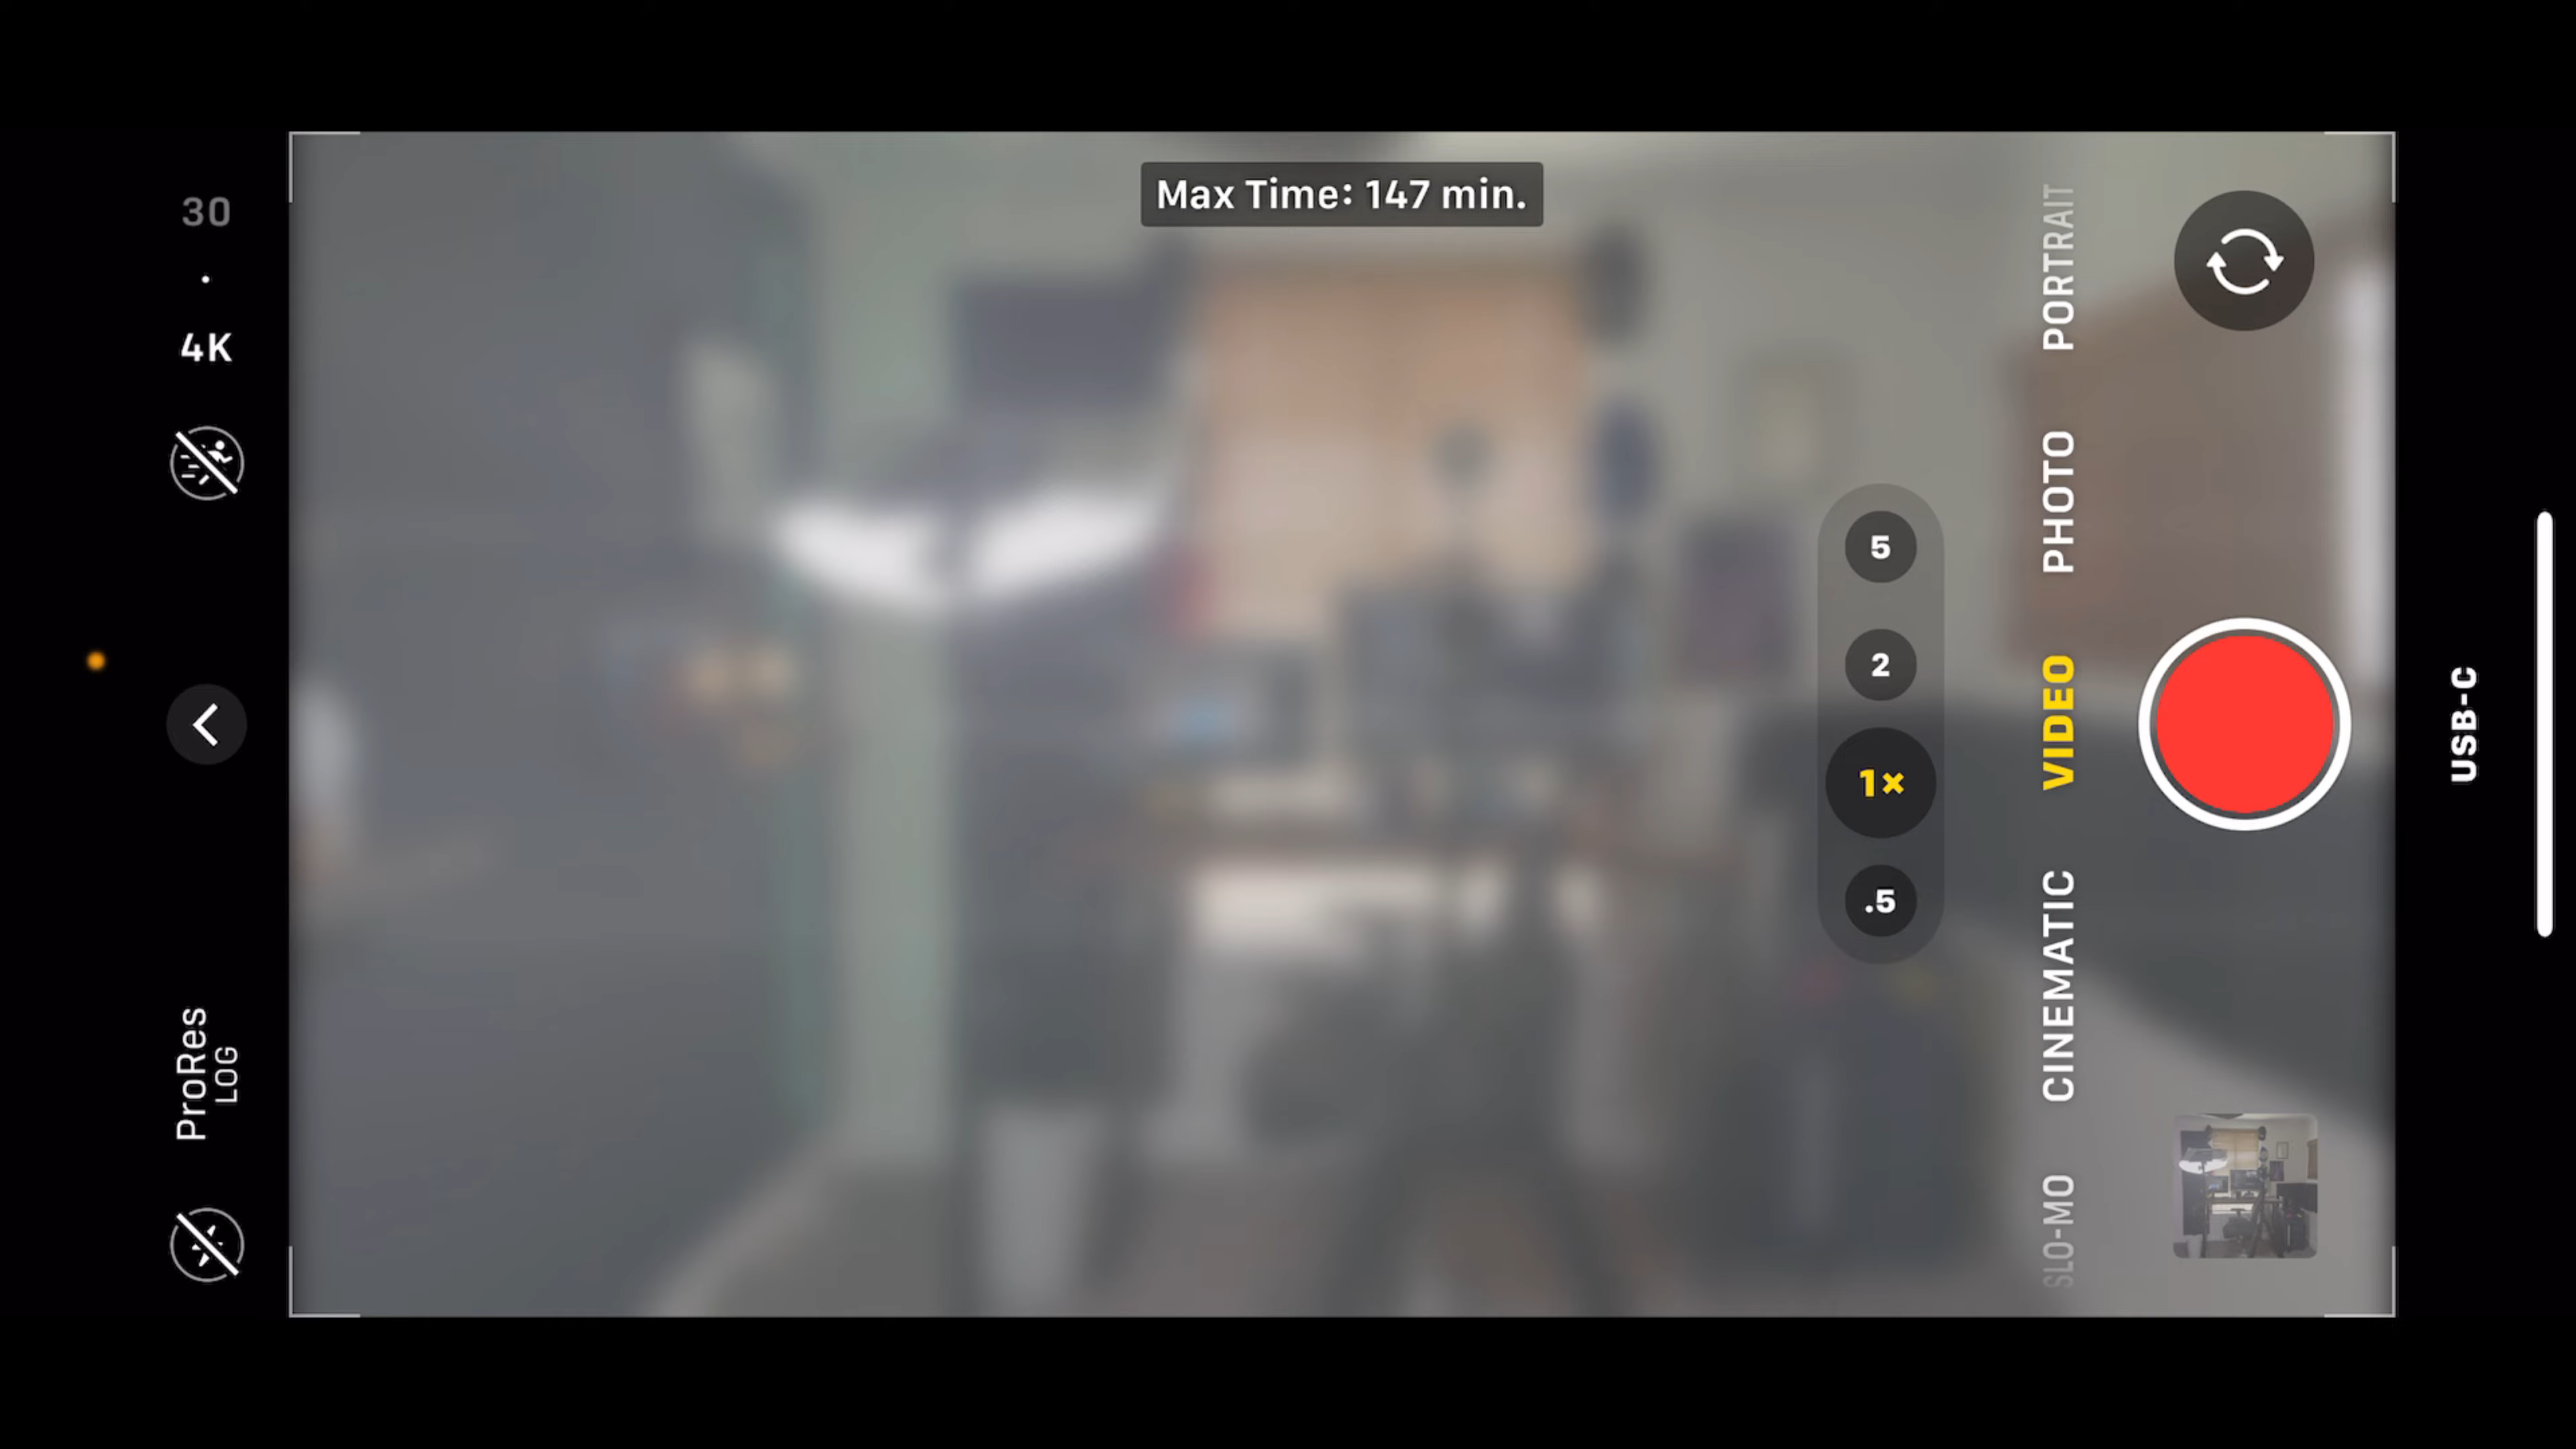 30
·
4K
ProRes
LOG
Max Time: 147 min.
5
2
1×
.5
PORTRAIT
PHOTO
VIDEO
CINEMATIC
SLO-MO
USB-C